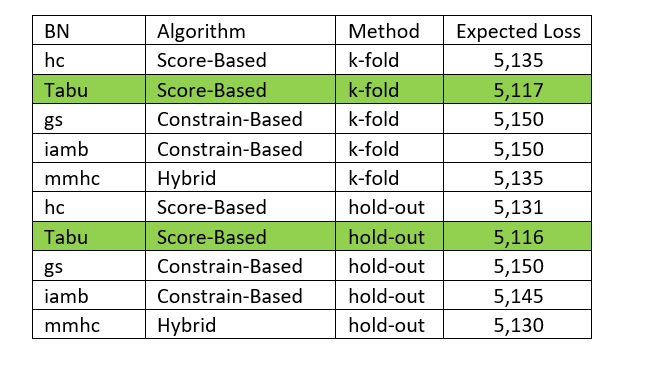 BN Algorithm Method Expected Loss
hc Score-Based k-fold 5,135
Tabu Score-Based k-fold 5,117
gs Constrain-Based k-fold 5,150
iamb Constrain-Based k-fold 5,150
mmhc Hybrid k-fold 5,135
hc Score-Based hold-out 5,131
Tabu Score-Based hold-out 5,116
gs Constrain-Based hold-out 5,150
iamb Constrain-Based hold-out 5,145
mmhc Hybrid hold-out 5,130